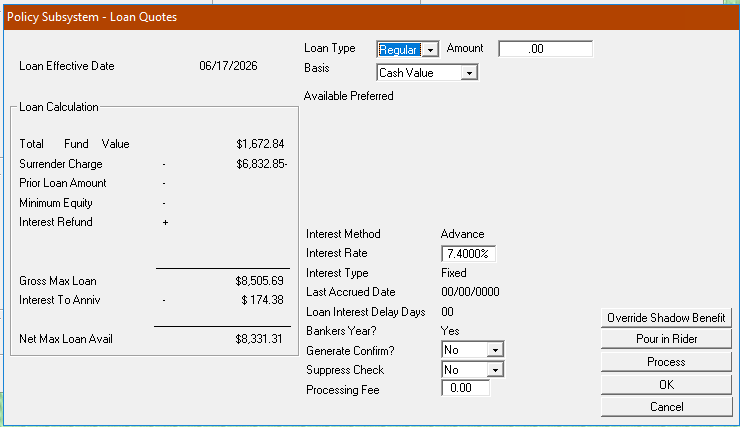 Policy Subsystem - Loan Quotes
Loan Type Regular Amount .00
Loan Effective Date 06/17/2026
Basis Cash Value
Available Preferred
Loan Calculation
Total Fund Value $1,672.84
Surrender Charge - $6,832.85-
Prior Loan Amount -
Minimum Equity -
Interest Refund +
Gross Max Loan $8,505.69
Interest To Anniv - $ 174.38
Net Max Loan Avail $8,331.31
Interest Method Advance
Interest Rate 7.4000%
Interest Type Fixed
Last Accrued Date 00/00/0000
Loan Interest Delay Days 00
Bankers Year? Yes
Generate Confirm? No
Suppress Check No
Processing Fee 0.00
Override Shadow Benefit
Pour in Rider
Process
OK
Cancel